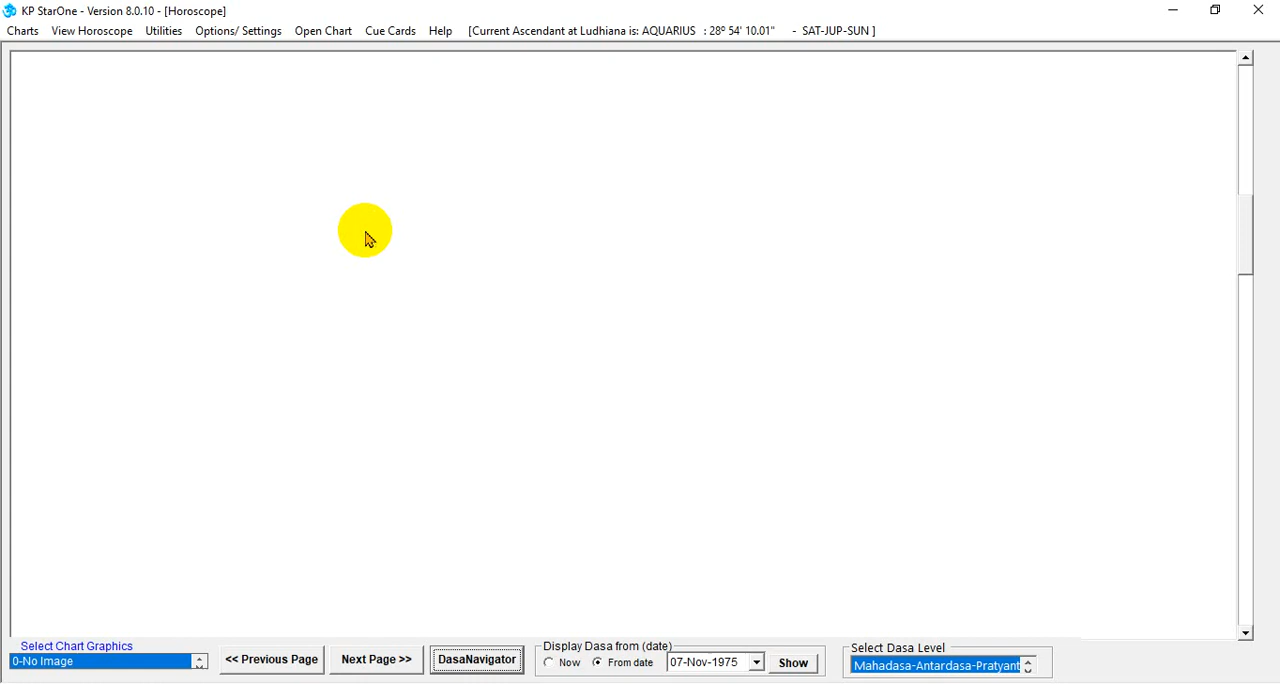 KP StarOne - Version 8.0.10 - [Horoscope]
Charts View Horoscope Utilities Options/ Settings Open Chart Cue Cards Help [Current Ascendant at Ludhiana is: AQUARIUS : 28º 54' 10.01" - SAT-JUP-SUN ]
Select Chart Graphics
0-No Image
<< Previous Page
Next Page >>
DasaNavigator
Display Dasa from (date)
Now From date 07-Nov-1975 Show
Select Dasa Level
Mahadasa-Antardasa-Pratyant